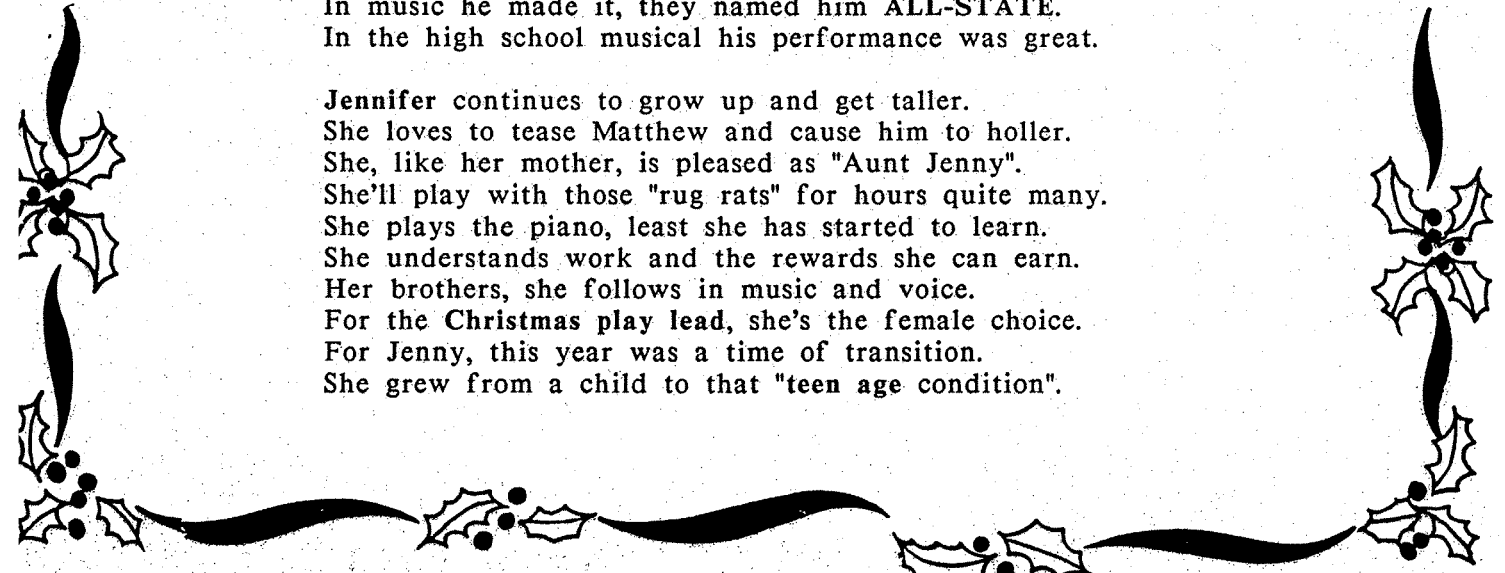 In music he made it, they named him ALL-STATE.
In the high school musical his performance was great.
Jennifer continues to grow up and get taller.
She loves to tease Matthew and cause him to holler.
She, like her mother, is pleased as "Aunt Jenny".
She'll play with those "rug rats" for hours quite many.
She plays the piano, least she has started to learn.
She understands work and the rewards she can earn.
Her brothers, she follows in music and voice.
For the Christmas play lead, she's the female choice.
For Jenny, this year was a time of transition.
She grew from a child to that "teen age condition".